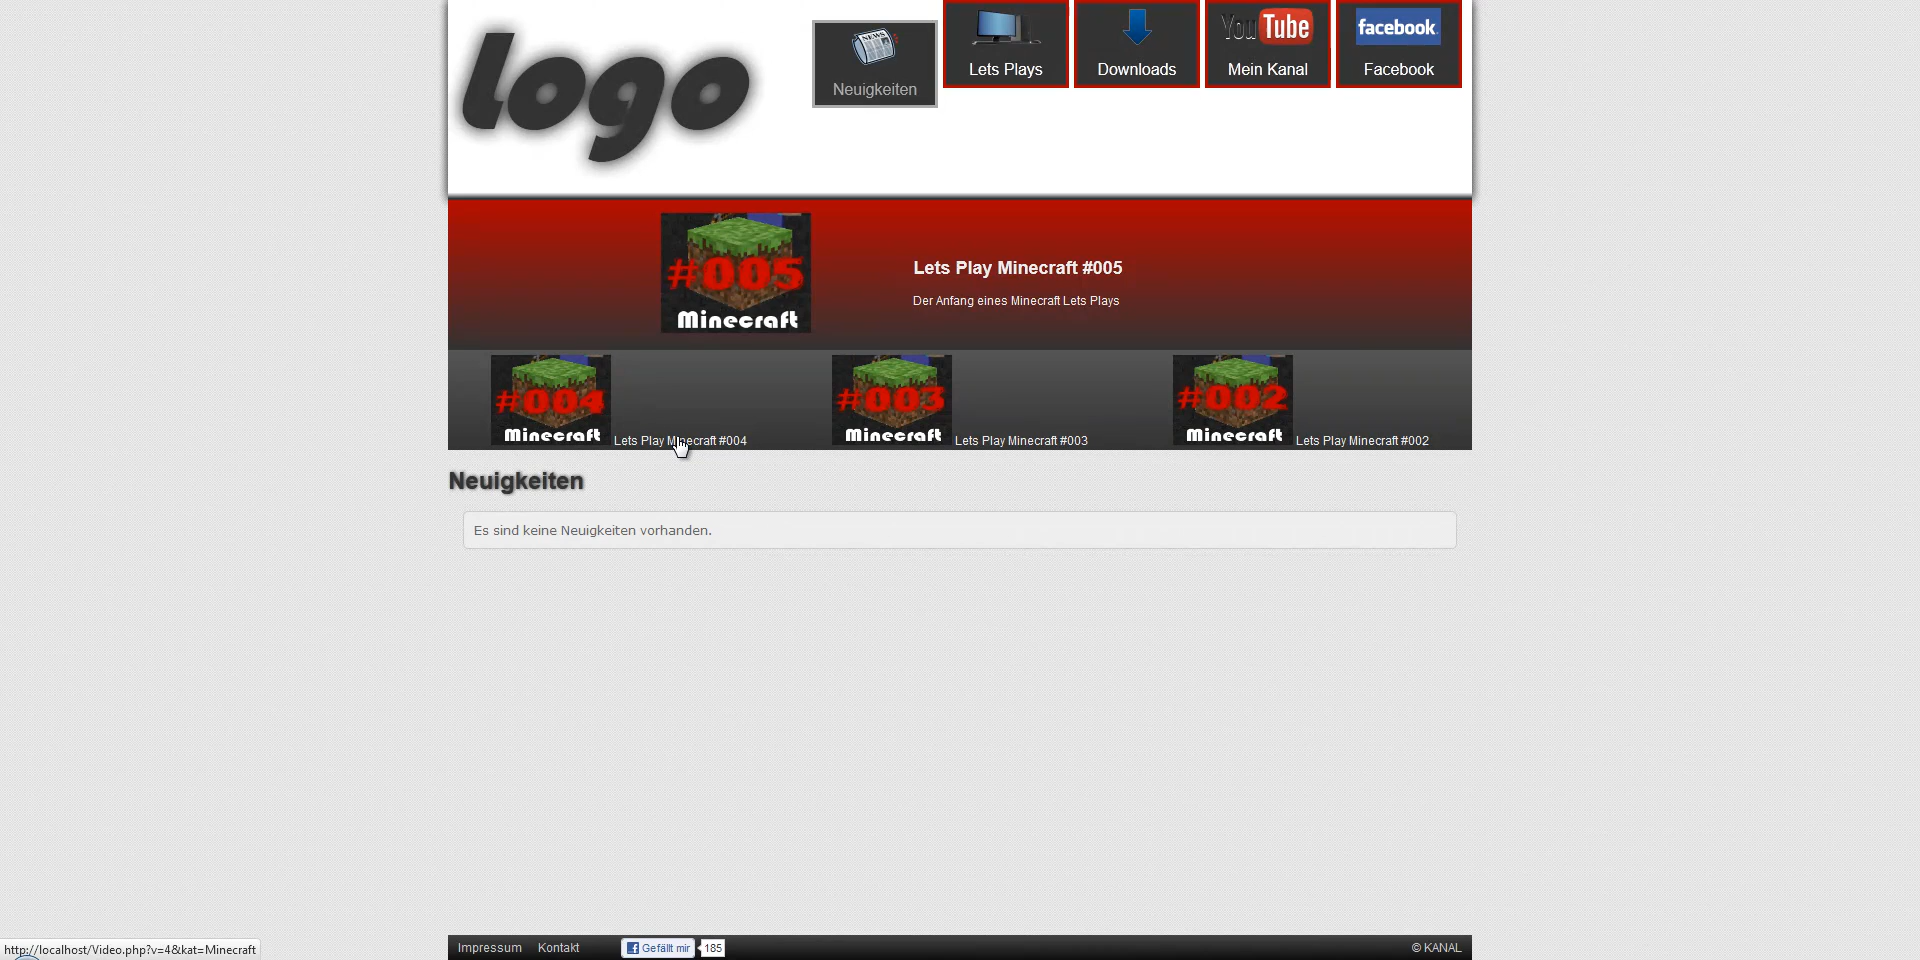 logo
NEWS
Neuigkeiten
Lets Plays
Downloads
YouTube
Mein Kanal
facebook
Facebook
#005
Minecraft
Lets Play Minecraft #005
Der Anfang eines Minecraft Lets Plays
#004
Minecraft
Lets Play Minecraft #004
#003
Minecraft
Lets Play Minecraft #003
#002
Minecraft
Lets Play Minecraft #002
Neuigkeiten
Es sind keine Neuigkeiten vorhanden.
Impressum Kontakt Gefällt mir 185 © KANAL
http://localhost/Video.php?v=4&kat=Minecraft